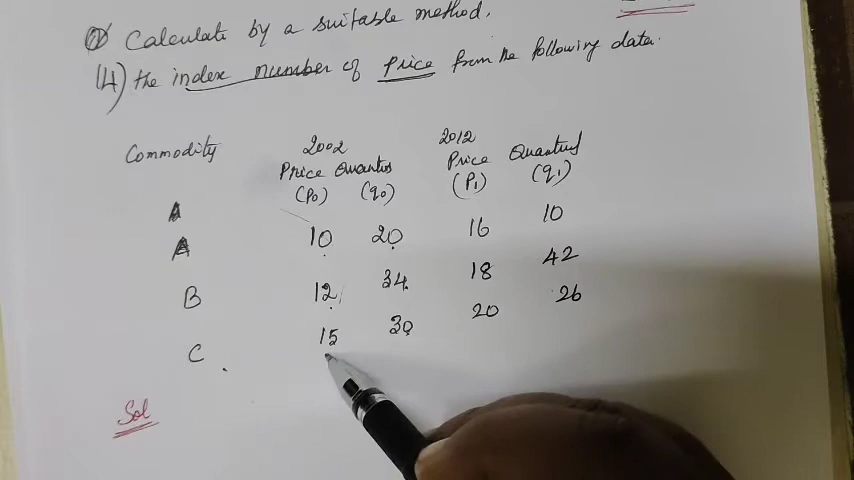 Calculate by a suitable method.
14) the index number of price from the following data.
Commodity 2002 2012
Price Quantity Price Quantity
(P0) (q0) (P1) (q1)
A 10 20 16 10
B 12 34 18 42
C 15 30 20 26
Sol